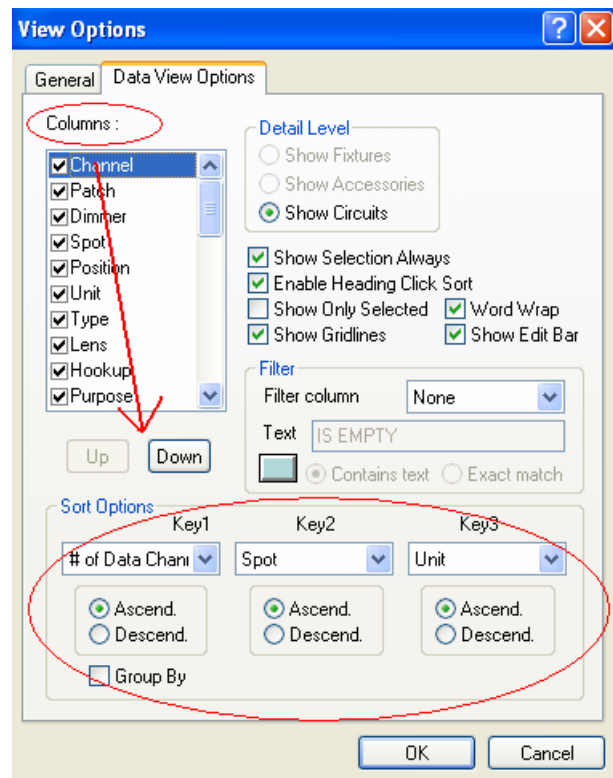 View Options
General Data View Options
Columns :
Channel
Patch
Dimmer
Spot
Position
Unit
Type
Lens
Hookup
Purpose
Up Down
Detail Level
Show Fixtures
Show Accessories
Show Circuits
Show Selection Always
Enable Heading Click Sort
Show Only Selected Word Wrap
Show Gridlines Show Edit Bar
Filter
Filter column None
Text IS EMPTY
Contains text Exact match
Sort Options
Key1 Key2 Key3
# of Data Chann Spot Unit
Ascend. Ascend. Ascend.
Descend. Descend. Descend.
Group By
OK Cancel